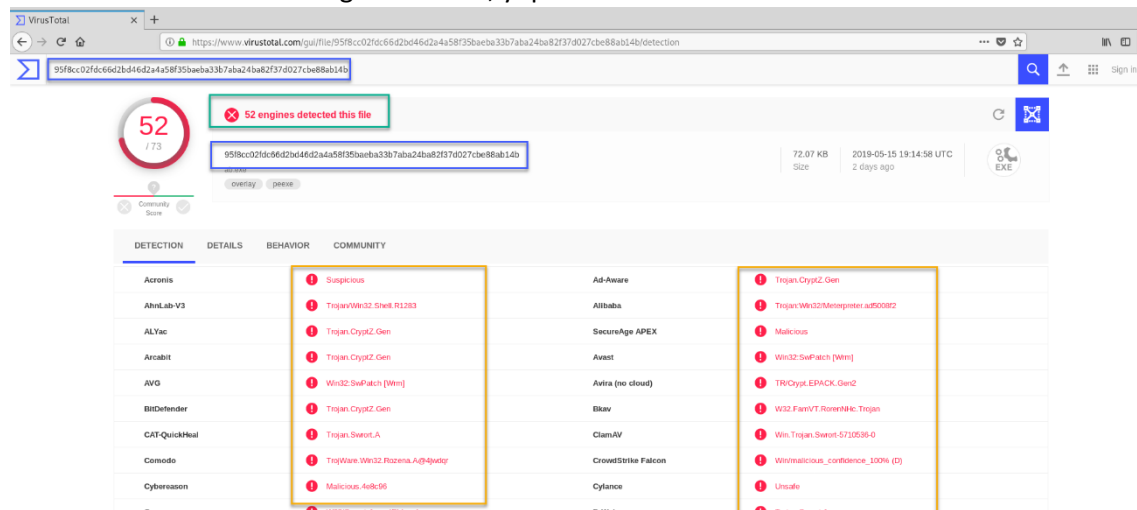 VirusTotal × +
https://www.virustotal.com/gui/file/95f8cc02fdc66d2bd46d2a4a58f35baeba33b7aba24ba82f37d027cbe88ab14b/detection
95f8cc02fdc66d2bd46d2a4a58f35baeba33b7aba24ba82f37d027cbe88ab14b
Sign in
52
/ 73
52 engines detected this file
95f8cc02fdc66d2bd46d2a4a58f35baeba33b7aba24ba82f37d027cbe88ab14b
overlay peexe
72.07 KB
Size
2019-05-15 19:14:58 UTC
2 days ago
EXE
?
Community
Score
DETECTION DETAILS BEHAVIOR COMMUNITY
Acronis Suspicious Ad-Aware Trojan.CryptZ.Gen
AhnLab-V3 Trojan/Win32.Shell.R1283 Alibaba Trojan:Win32/Meterpreter.ad5008f2
ALYac Trojan.CryptZ.Gen SecureAge APEX Malicious
Arcabit Trojan.CryptZ.Gen Avast Win32:SwPatch [Wrm]
AVG Win32:SwPatch [Wrm] Avira (no cloud) TR/Crypt.EPACK.Gen2
BitDefender Trojan.CryptZ.Gen Bkav W32.FamVT.RorenNHc.Trojan
CAT-QuickHeal Trojan.Swrort.A ClamAV Win.Trojan.Swrort-5710536-0
Comodo TrojWare.Win32.Rozena.A@4jwdqr CrowdStrike Falcon Win/malicious_confidence_100% (D)
Cybereason Malicious.4e8c96 Cylance Unsafe